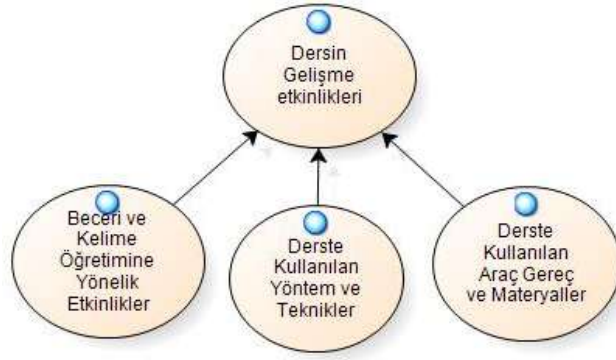 Dersin
Gelişme
etkinlikleri
Beceri ve
Kelime
Öğretimine
Yönelik
Etkinlikler
Derste
Kullanılan
Yöntem ve
Teknikler
Derste
Kullanılan
Araç Gereç
ve Materyaller